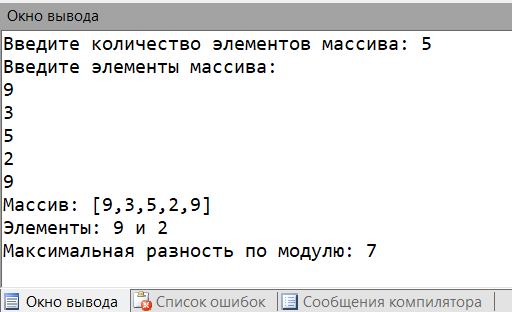 Окно вывода
Введите количество элементов массива: 5
Введите элементы массива:
9
3
5
2
9
Массив: [9,3,5,2,9]
Элементы: 9 и 2
Максимальная разность по модулю: 7
Окно вывода Список ошибок Сообщения компилятора